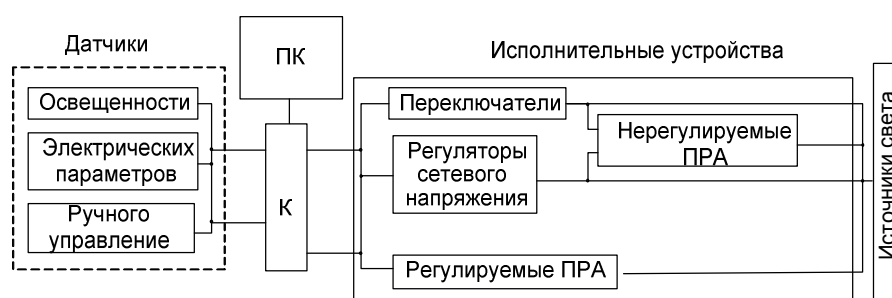 Датчики
Освещенности
Электрических
параметров
Ручного
управление
ПК
К
Исполнительные устройства
Переключатели
Регуляторы
сетевого
напряжения
Нерегулируемые
ПРА
Регулируемые ПРА
Источники света